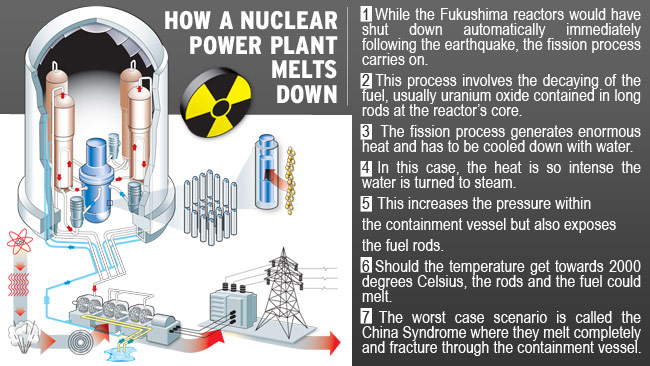 HOW A NUCLEAR
POWER PLANT
MELTS
DOWN
1 While the Fukushima reactors would have
shut down automatically immediately
following the earthquake, the fission process
carries on.
2 This process involves the decaying of the
fuel, usually uranium oxide contained in long
rods at the reactor's core.
3 The fission process generates enormous
heat and has to be cooled down with water.
4 In this case, the heat is so intense the
water is turned to steam.
5 This increases the pressure within
the containment vessel but also exposes
the fuel rods.
6 Should the temperature get towards 2000
degrees Celsius, the rods and the fuel could
melt.
7 The worst case scenario is called the
China Syndrome where they melt completely
and fracture through the containment vessel.